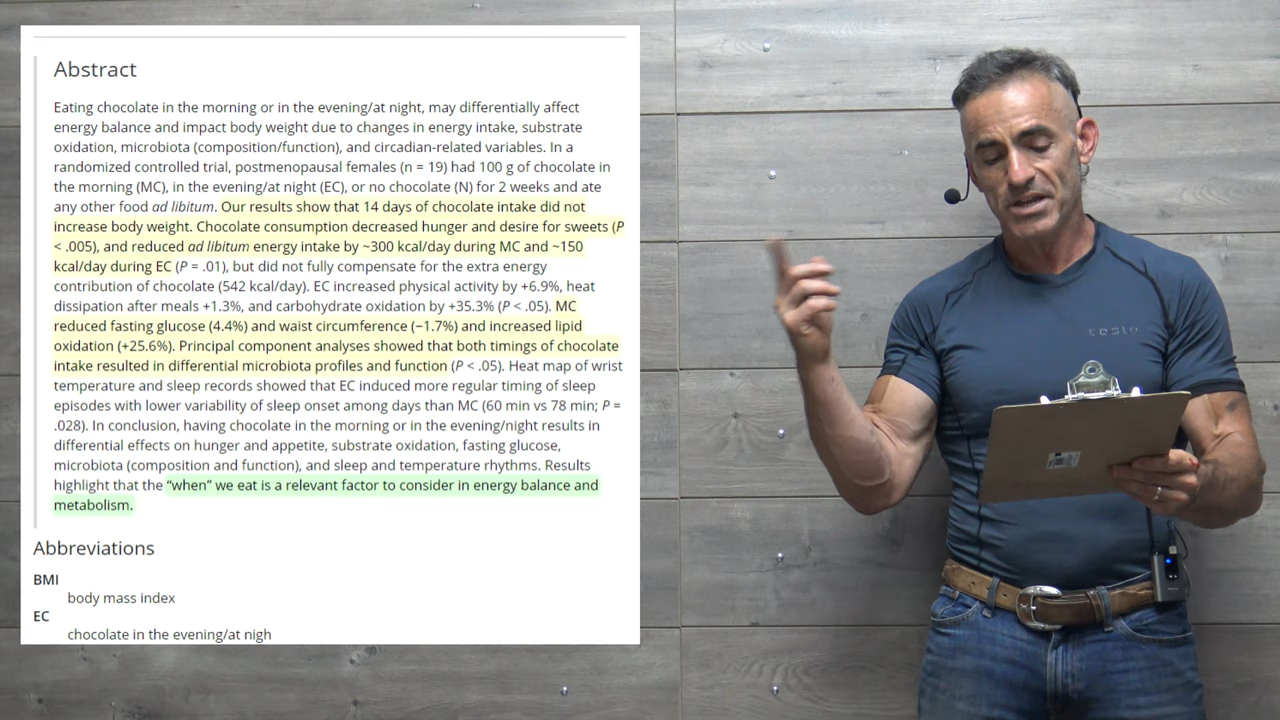 Abstract
Eating chocolate in the morning or in the evening/at night, may differentially affect
energy balance and impact body weight due to changes in energy intake, substrate
oxidation, microbiota (composition/function), and circadian-related variables. In a
randomized controlled trial, postmenopausal females (n = 19) had 100 g of chocolate in
the morning (MC), in the evening/at night (EC), or no chocolate (N) for 2 weeks and ate
any other food ad libitum. Our results show that 14 days of chocolate intake did not
increase body weight. Chocolate consumption decreased hunger and desire for sweets (P
< .005), and reduced ad libitum energy intake by ~300 kcal/day during MC and ~150
kcal/day during EC (P = .01), but did not fully compensate for the extra energy
contribution of chocolate (542 kcal/day). EC increased physical activity by +6.9%, heat
dissipation after meals +1.3%, and carbohydrate oxidation by +35.3% (P < .05). MC
reduced fasting glucose (4.4%) and waist circumference (−1.7%) and increased lipid
oxidation (+25.6%). Principal component analyses showed that both timings of chocolate
intake resulted in differential microbiota profiles and function (P < .05). Heat map of wrist
temperature and sleep records showed that EC induced more regular timing of sleep
episodes with lower variability of sleep onset among days than MC (60 min vs 78 min; P =
.028). In conclusion, having chocolate in the morning or in the evening/night results in
differential effects on hunger and appetite, substrate oxidation, fasting glucose,
microbiota (composition and function), and sleep and temperature rhythms. Results
highlight that the “when” we eat is a relevant factor to consider in energy balance and
metabolism.
Abbreviations
BMI
body mass index
EC
chocolate in the evening/at nigh
tesla